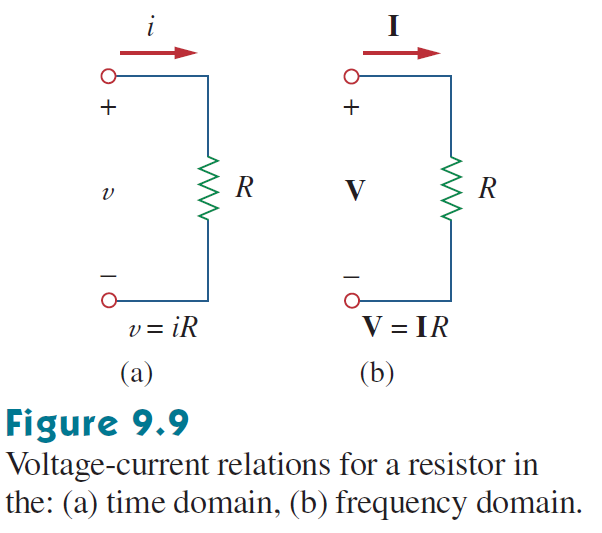 i I
+ +
v R V R
– –
v = iR V = IR
(a) (b)
Figure 9.9
Voltage-current relations for a resistor in
the: (a) time domain, (b) frequency domain.